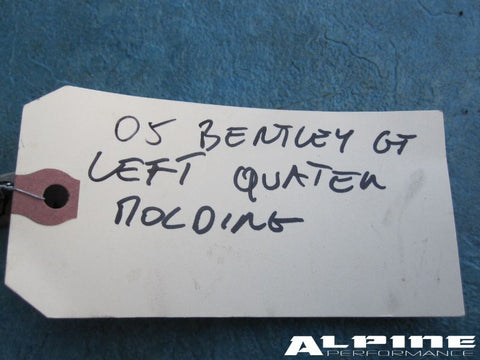 05 BENTLEY GT
LEFT QUATER
MOLDING
ALPINE
PERFORMANCE